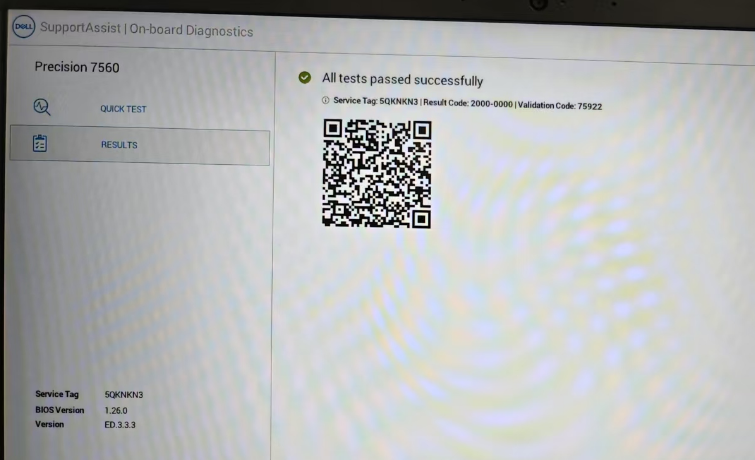 DELL SupportAssist | On-board Diagnostics
Precision 7560
QUICK TEST
RESULTS
All tests passed successfully
Service Tag: 5QKNKN3 | Result Code: 2000-0000 | Validation Code: 75922
Service Tag 5QKNKN3
BIOS Version 1.26.0
Version ED.3.3.3